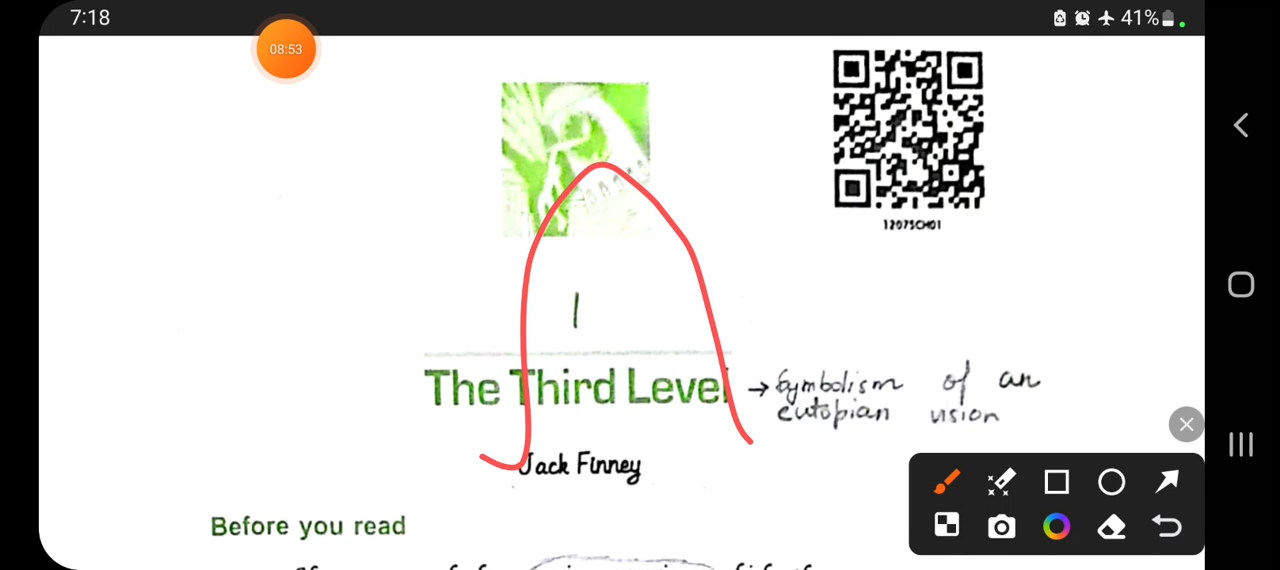 7:18
41%
08:53
12075CH01
1
The Third Level
→ Symbolism of an
eutopian vision
Jack Finney
Before you read